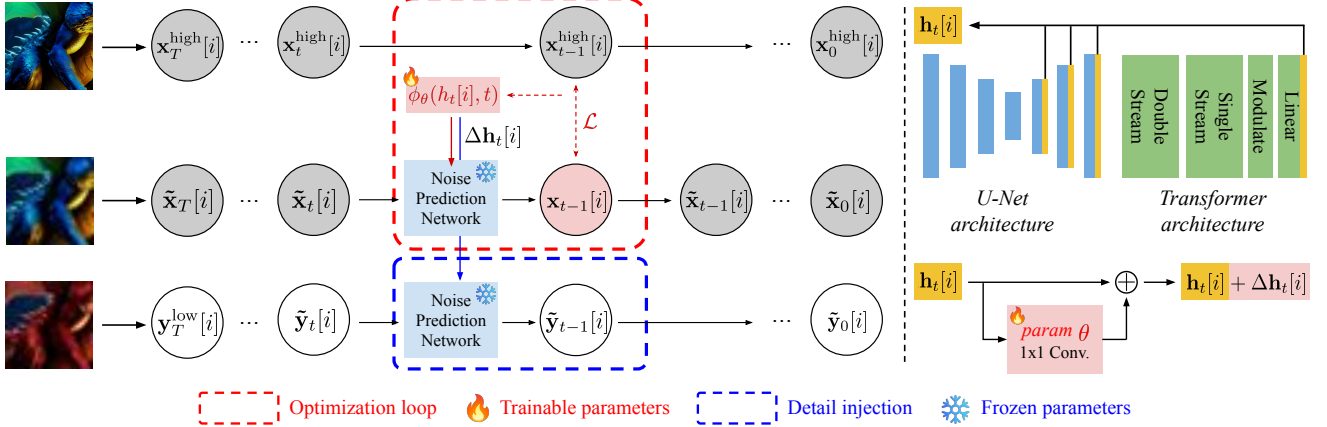 x_T^high[i] ... x_t^high[i] x_{t-1}^high[i] ... x_0^high[i]
ϕ_θ(h_t[i], t)
Δh_t[i]
ℒ
x̃_T[i] ... x̃_t[i]
Noise
Prediction
Network
x_{t-1}[i] x̃_{t-1}[i] ... x̃_0[i]
y_T^low[i] ... ỹ_t[i]
Noise
Prediction
Network
ỹ_{t-1}[i] ... ỹ_0[i]
h_t[i]
Double
Stream
Single
Stream
Modulate
Linear
U-Net
architecture
Transformer
architecture
h_t[i]
h_t[i] + Δh_t[i]
param θ
1x1 Conv.
Optimization loop
Trainable parameters
Detail injection
Frozen parameters